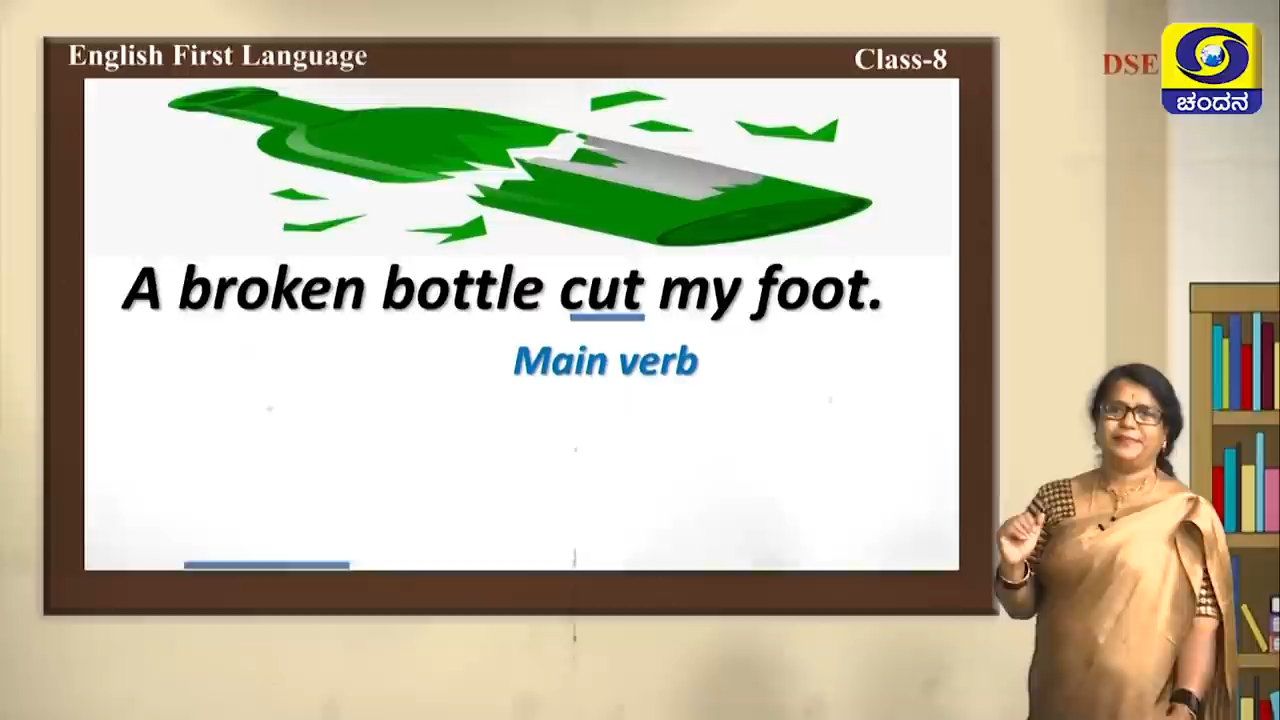 English First Language
Class-8
DSE
ಚಂದನ
A broken bottle cut my foot.
Main verb